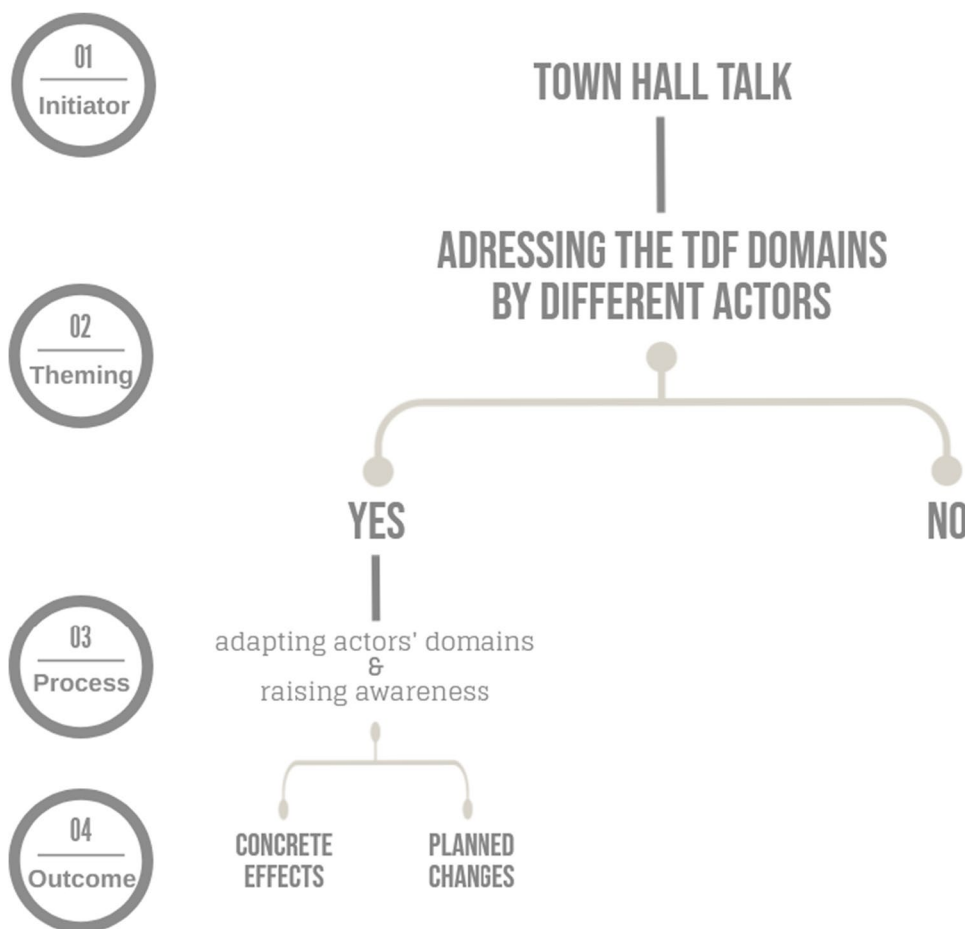 01
Initiator
TOWN HALL TALK
ADRESSING THE TDF DOMAINS
BY DIFFERENT ACTORS
02
Theming
YES
NO
03
Process
adapting actors' domains
&
raising awareness
04
Outcome
CONCRETE
EFFECTS
PLANNED
CHANGES